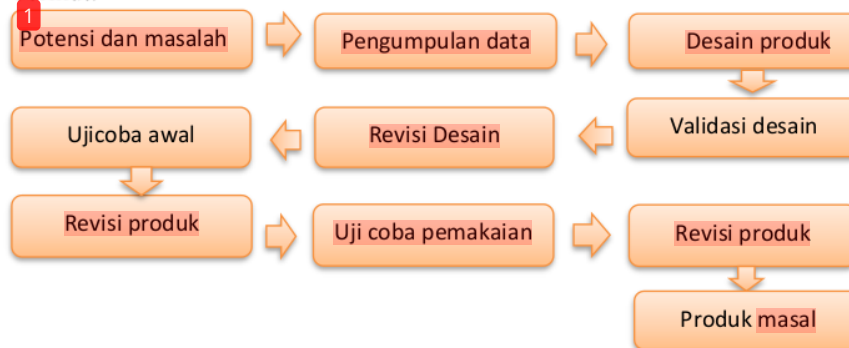 1
Potensi dan masalah
Pengumpulan data
Desain produk
Validasi desain
Revisi Desain
Ujicoba awal
Revisi produk
Uji coba pemakaian
Revisi produk
Produk masal